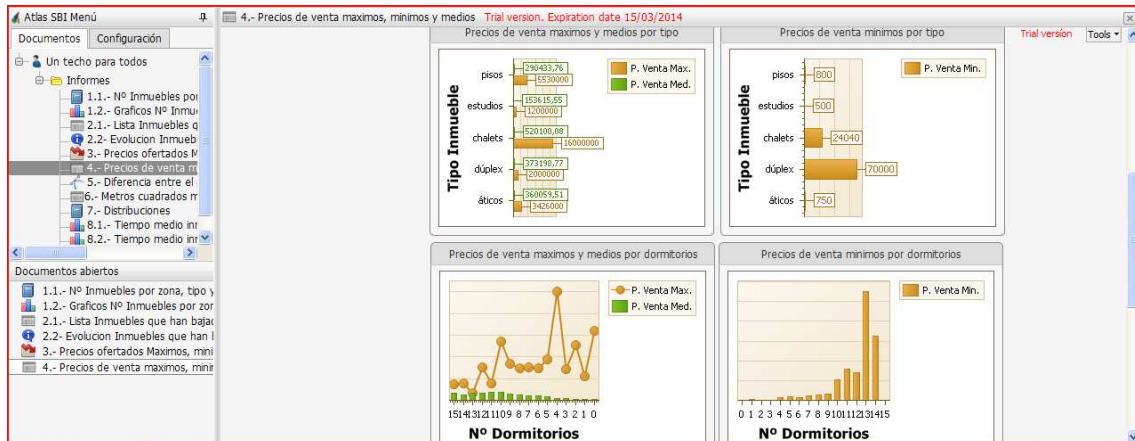 Atlas SBI Menú
4.- Precios de venta maximos, minimos y medios Trial version. Expiration date 15/03/2014
Documentos Configuración
Un techo para todos
Informes
1.1.- Nº Inmuebles por
1.2.- Graficos Nº Inmu
2.1.- Lista Inmuebles q
2.2- Evolucion Inmueb
3.- Precios ofertados M
4.- Precios de venta m
5.- Diferencia entre el
6.- Metros cuadrados m
7.- Distribuciones
8.1.- Tiempo medio inr
8.2.- Tiempo medio inr
Documentos abiertos
1.1.- Nº Inmuebles por zona, tipo y
1.2.- Graficos Nº Inmuebles por zor
2.1.- Lista Inmuebles que han bajac
2.2- Evolucion Inmuebles que han l
3.- Precios ofertados Maximos, mini
4.- Precios de venta maximos, minir
Trial version Tools
Precios de venta maximos y medios por tipo
Tipo Inmueble
pisos 290433,76
5530000
estudios 153615,55
1200000
chalets 520100,08
16000000
dúplex 373198,77
2000000
áticos 360059,51
3426000
P. Venta Max.
P. Venta Med.
Precios de venta minimos por tipo
Tipo Inmueble
pisos 800
estudios 500
chalets 24040
dúplex 70000
áticos 750
P. Venta Min.
Precios de venta maximos y medios por dormitorios
P. Venta Max.
P. Venta Med.
15 14 13 12 11 10 9 8 7 6 5 4 3 2 1 0
Nº Dormitorios
Precios de venta minimos por dormitorios
P. Venta Min.
0 1 2 3 4 5 6 7 8 9 10 11 12 13 14 15
Nº Dormitorios